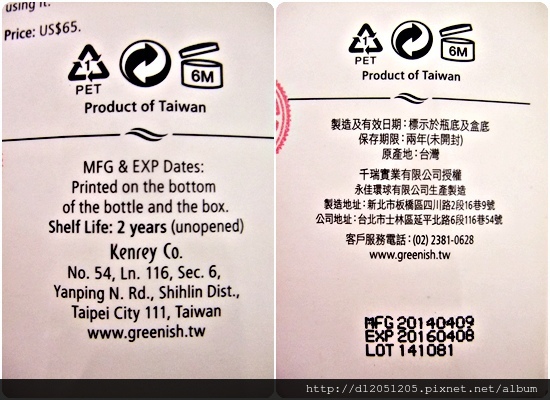 using it.
Price: US$65.
1
PET
6M
Product of Taiwan
MFG & EXP Dates:
Printed on the bottom
of the bottle and the box.
Shelf Life: 2 years (unopened)
Kenrey Co.
No. 54, Ln. 116, Sec. 6,
Yanping N. Rd., Shihlin Dist.,
Taipei City 111, Taiwan
www.greenish.tw
1
PET
6M
Product of Taiwan
製造及有效日期：標示於瓶底及盒底
保存期限：兩年(未開封)
原產地：台灣
千瑞實業有限公司授權
永佳環球有限公司生產製造
製造地址：新北市板橋區四川路2段16巷9號
公司地址：台北市士林區延平北路6段116巷54號
客戶服務電話：(02) 2381-0628
www.greenish.tw
MFG 20140409
EXP 20160408
LOT 141081
http://d12051205.pixnet.net/album